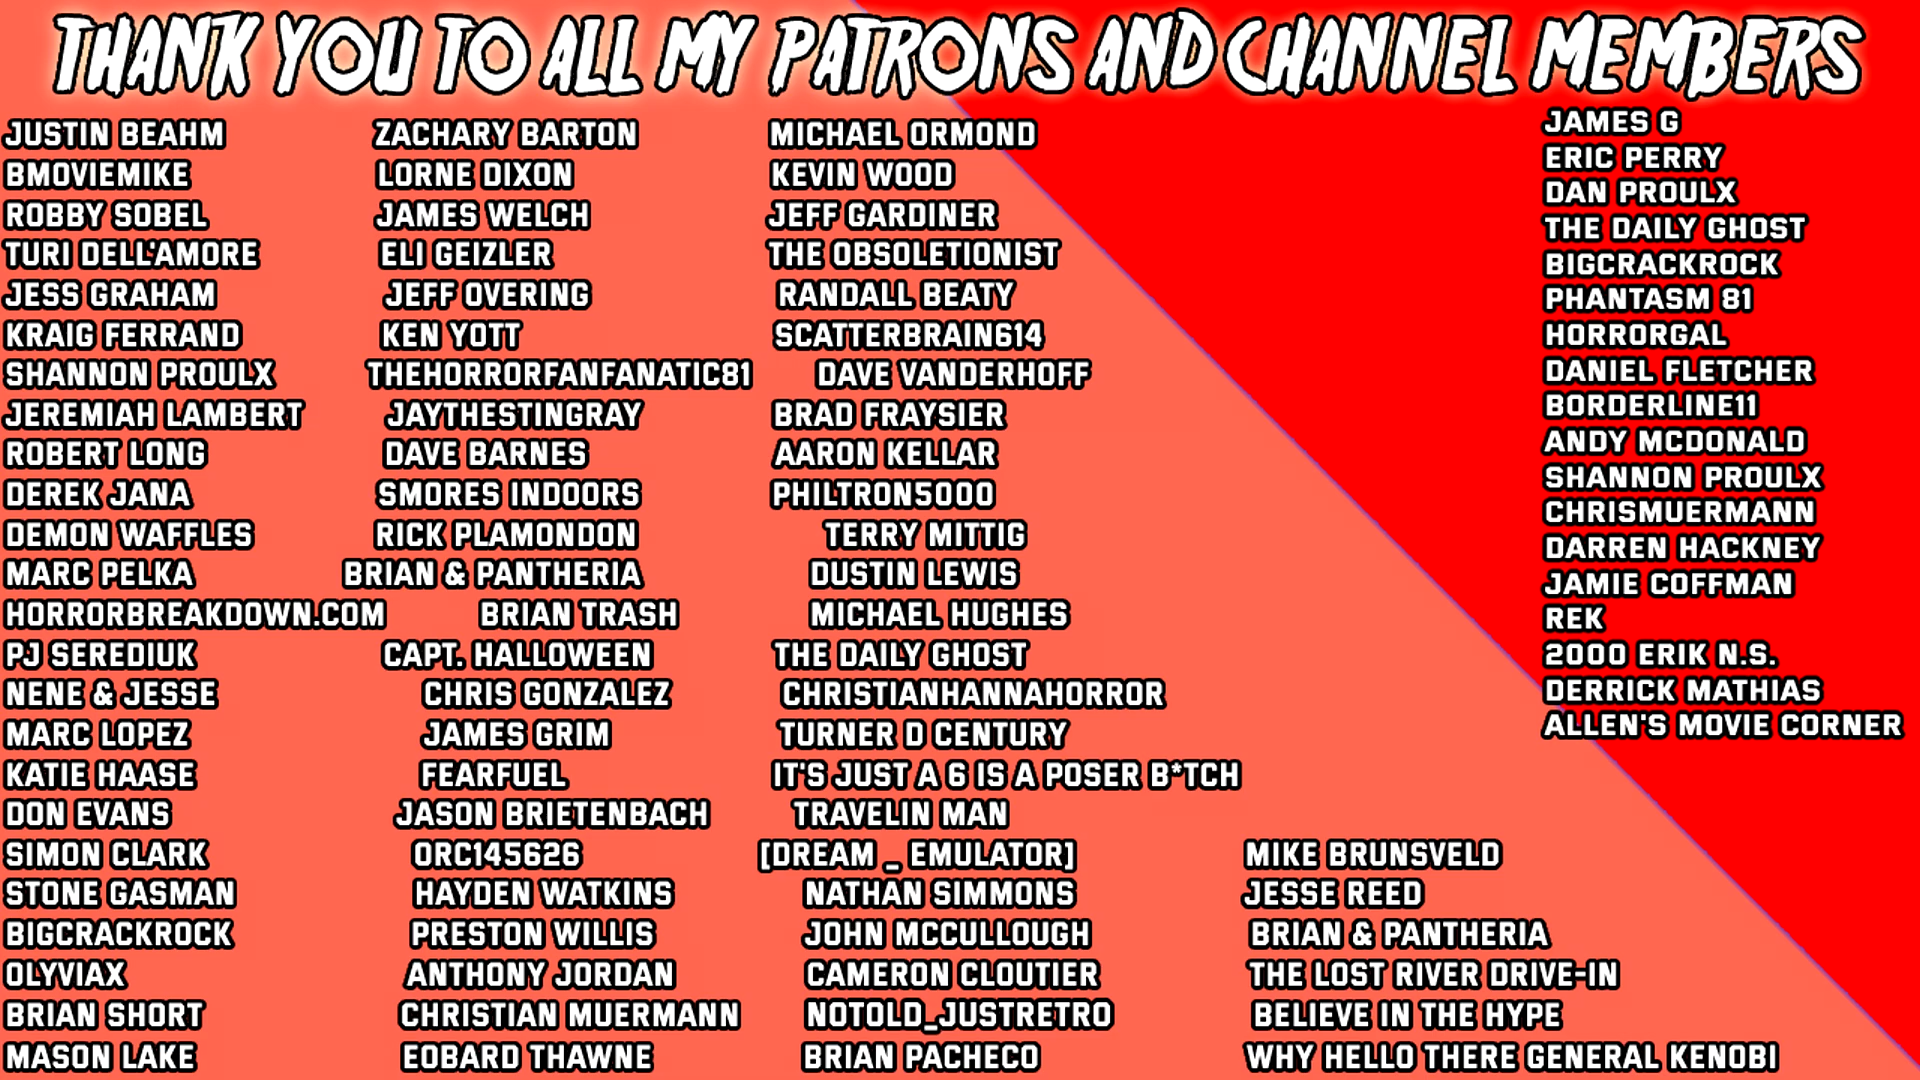 THANK YOU TO ALL MY PATRONS AND CHANNEL MEMBERS
JUSTIN BEAHM
BMOVIEMIKE
ROBBY SOBEL
TURI DELL'AMORE
JESS GRAHAM
KRAIG FERRAND
SHANNON PROULX
JEREMIAH LAMBERT
ROBERT LONG
DEREK JANA
DEMON WAFFLES
MARC PELKA
HORRORBREAKDOWN.COM
PJ SEREDIUK
NENE & JESSE
MARC LOPEZ
KATIE HAASE
DON EVANS
SIMON CLARK
STONE GASMAN
BIGCRACKROCK
OLYVIAX
BRIAN SHORT
MASON LAKE
ZACHARY BARTON
LORNE DIXON
JAMES WELCH
ELI GEIZLER
JEFF OVERING
KEN YOTT
THEHORRORFANFANATIC81
JAYTHESTINGRAY
DAVE BARNES
SMORES INDOORS
RICK PLAMONDON
BRIAN & PANTHERIA
BRIAN TRASH
CAPT. HALLOWEEN
CHRIS GONZALEZ
JAMES GRIM
FEARFUEL
JASON BRIETENBACH
ORC145626
HAYDEN WATKINS
PRESTON WILLIS
ANTHONY JORDAN
CHRISTIAN MUERMANN
EOBARD THAWNE
MICHAEL ORMOND
KEVIN WOOD
JEFF GARDINER
THE OBSOLETIONIST
RANDALL BEATY
SCATTERBRAIN614
DAVE VANDERHOFF
BRAD FRAYSIER
AARON KELLAR
PHILTRON5000
TERRY MITTIG
DUSTIN LEWIS
MICHAEL HUGHES
THE DAILY GHOST
CHRISTIANHANNAHORROR
TURNER D CENTURY
IT'S JUST A 6 IS A POSER B*TCH
TRAVELIN MAN
[DREAM _ EMULATOR]
NATHAN SIMMONS
JOHN MCCULLOUGH
CAMERON CLOUTIER
NOTOLD_JUSTRETRO
BRIAN PACHECO
MIKE BRUNSVELD
JESSE REED
BRIAN & PANTHERIA
THE LOST RIVER DRIVE-IN
BELIEVE IN THE HYPE
WHY HELLO THERE GENERAL KENOBI
JAMES G
ERIC PERRY
DAN PROULX
THE DAILY GHOST
BIGCRACKROCK
PHANTASM 81
HORRORGAL
DANIEL FLETCHER
BORDERLINE11
ANDY MCDONALD
SHANNON PROULX
CHRISMUERMANN
DARREN HACKNEY
JAMIE COFFMAN
REK
2000 ERIK N.S.
DERRICK MATHIAS
ALLEN'S MOVIE CORNER